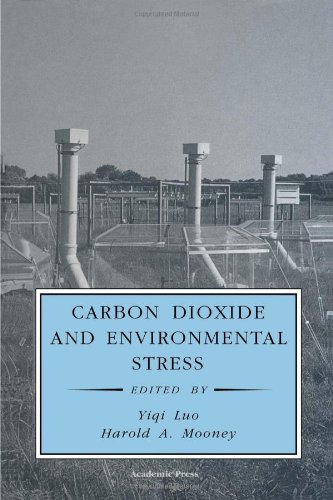 CARBON DIOXIDE
AND ENVIRONMENTAL
STRESS
EDITED BY
Yiqi Luo
Harold A. Mooney
Academic Press